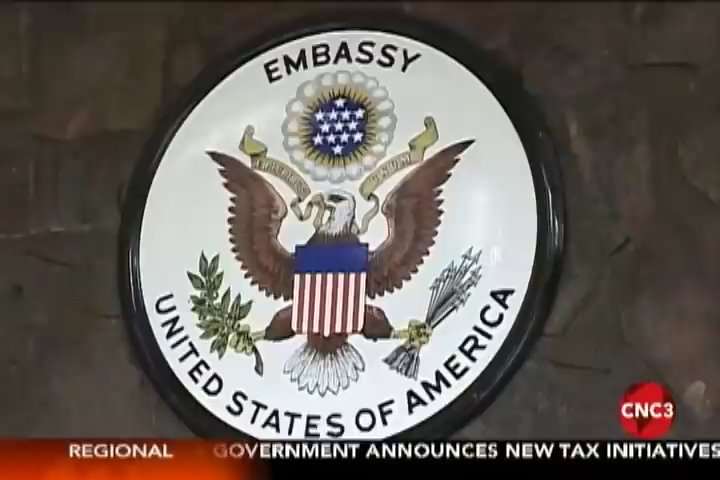 EMBASSY
UNITED STATES OF AMERICA
CNC3
REGIONAL
GOVERNMENT ANNOUNCES NEW TAX INITIATIVES